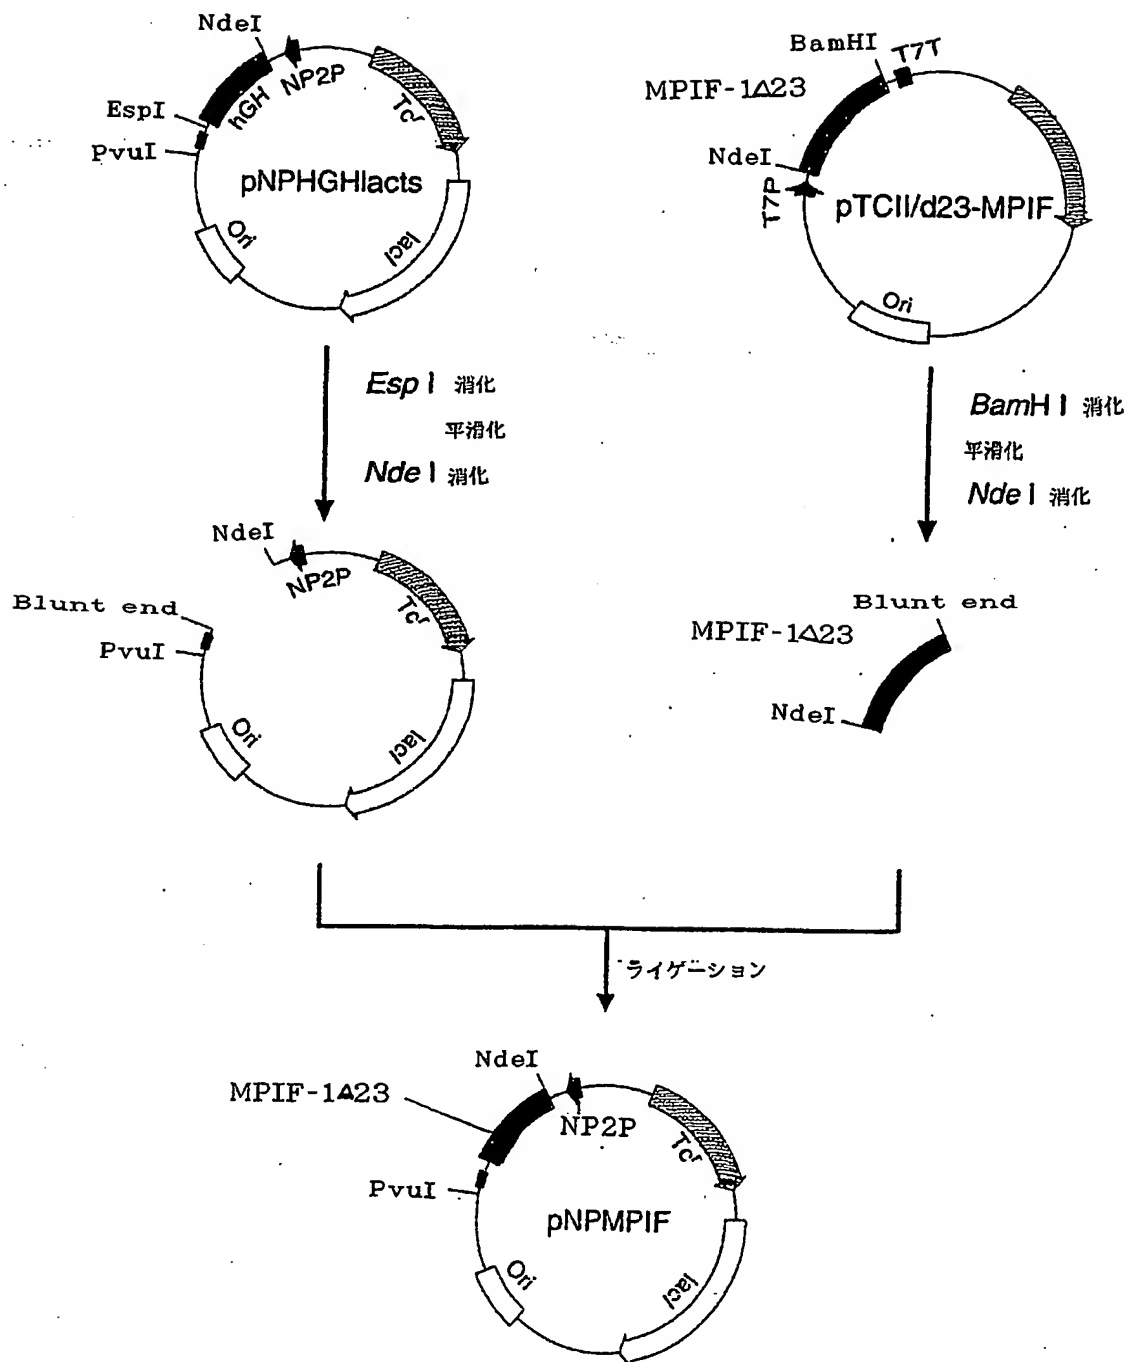 NdeI
NP2P
hGH
Tcʳ
EspI
PvuI
pNPHGHlacts
Ori
lacI
BamHI
T7T
MPIF-1Δ23
NdeI
T7P
pTCII/d23-MPIF
Ori
Esp I 消化
平滑化
Nde I 消化
BamH I 消化
平滑化
Nde I 消化
NdeI
NP2P
Tcʳ
Blunt end
PvuI
Ori
lacI
Blunt end
MPIF-1Δ23
NdeI
ライゲーション
NdeI
MPIF-1Δ23
NP2P
Tcʳ
PvuI
pNPMPIF
Ori
lacI